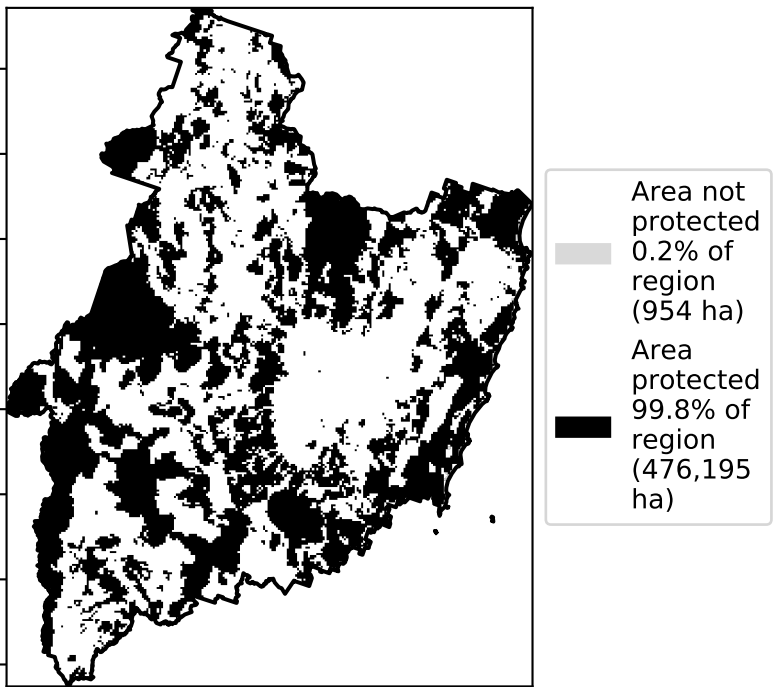 Area not
protected
0.2% of
region
(954 ha)
Area
protected
99.8% of
region
(476,195
ha)